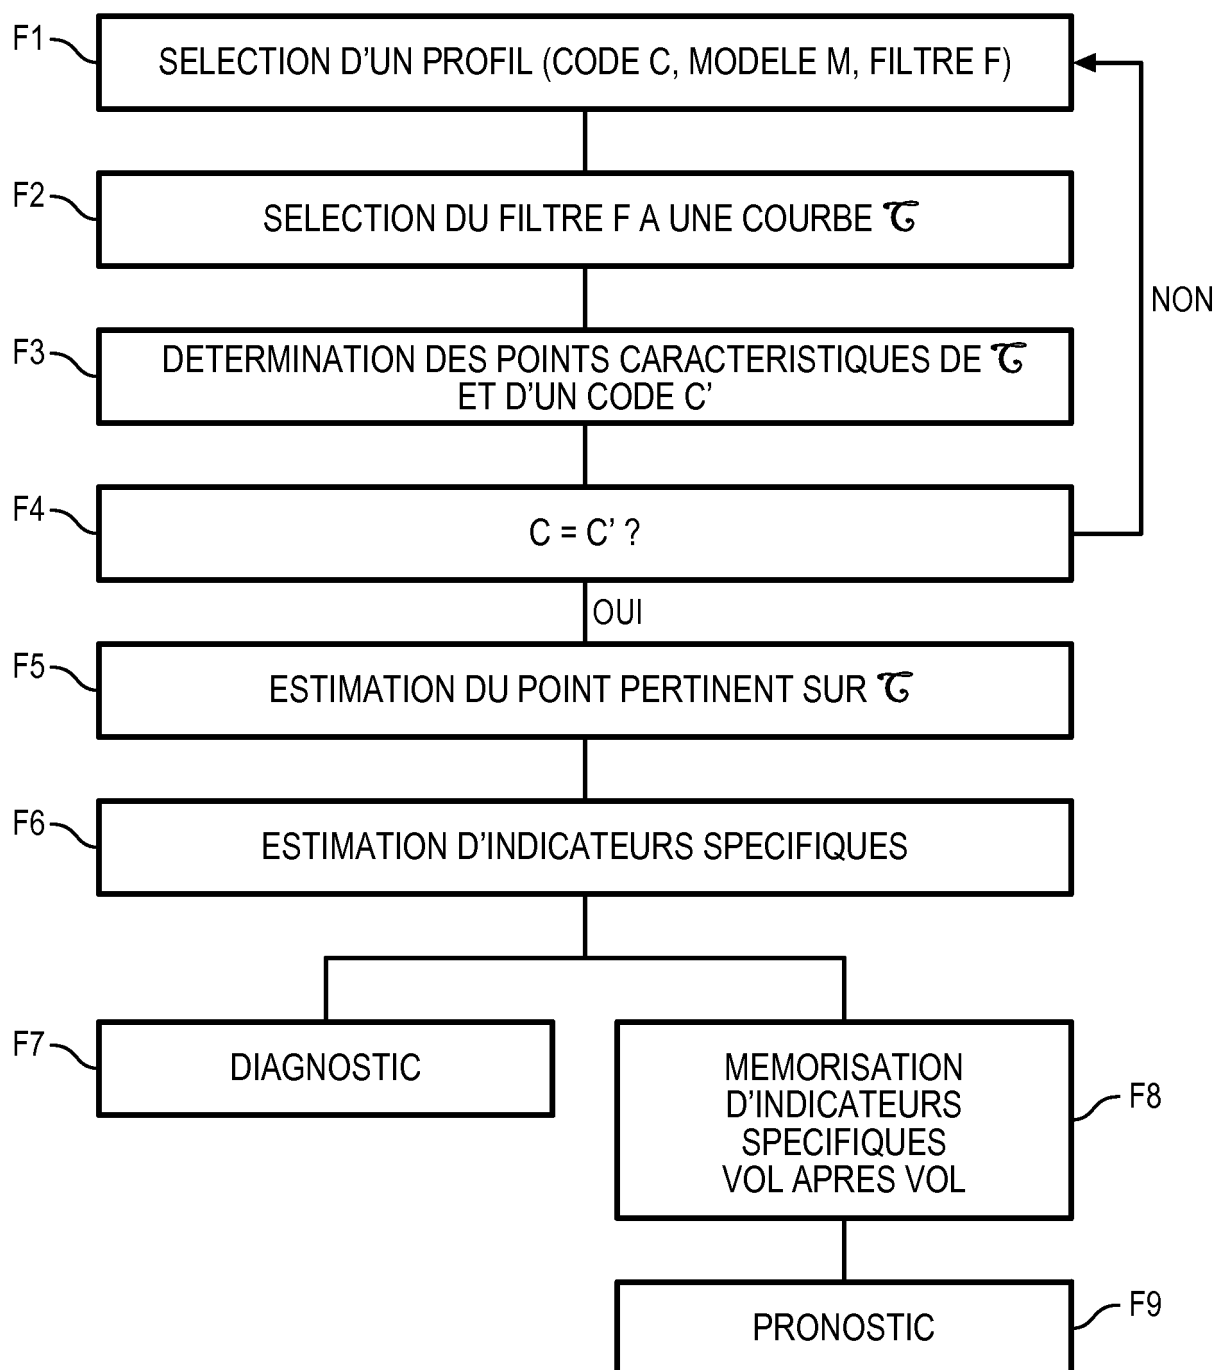 F1
SELECTION D'UN PROFIL (CODE C, MODELE M, FILTRE F)
F2
SELECTION DU FILTRE F A UNE COURBE 𝒯
NON
F3
DETERMINATION DES POINTS CARACTERISTIQUES DE 𝒯
ET D'UN CODE C'
F4
C = C' ?
OUI
F5
ESTIMATION DU POINT PERTINENT SUR 𝒯
F6
ESTIMATION D'INDICATEURS SPECIFIQUES
F7
DIAGNOSTIC
MEMORISATION
D'INDICATEURS
SPECIFIQUES
VOL APRES VOL
F8
PRONOSTIC
F9